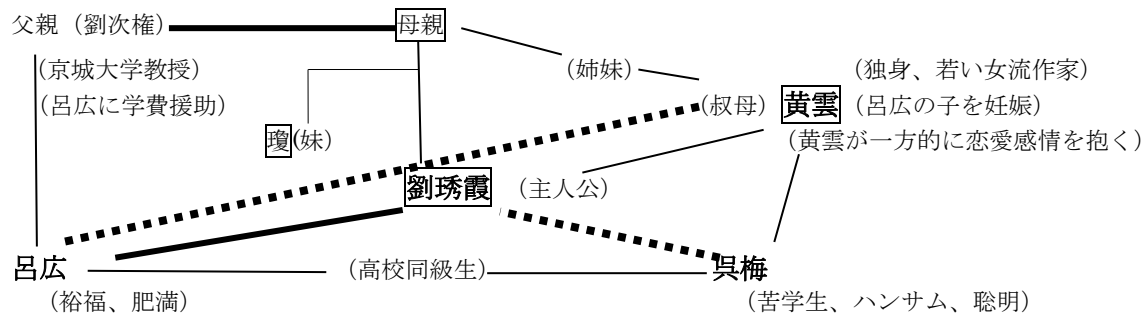 父親（劉次権） 母親
（京城大学教授） （姉妹） （独身、若い女流作家）
（呂広に学費援助） （叔母） 黄雲 （呂広の子を妊娠）
瓊(妹） （黄雲が一方的に恋愛感情を抱く）
劉琇霞 （主人公）
呂広 （高校同級生） 呉梅
（裕福、肥満） （苦学生、ハンサム、聡明）